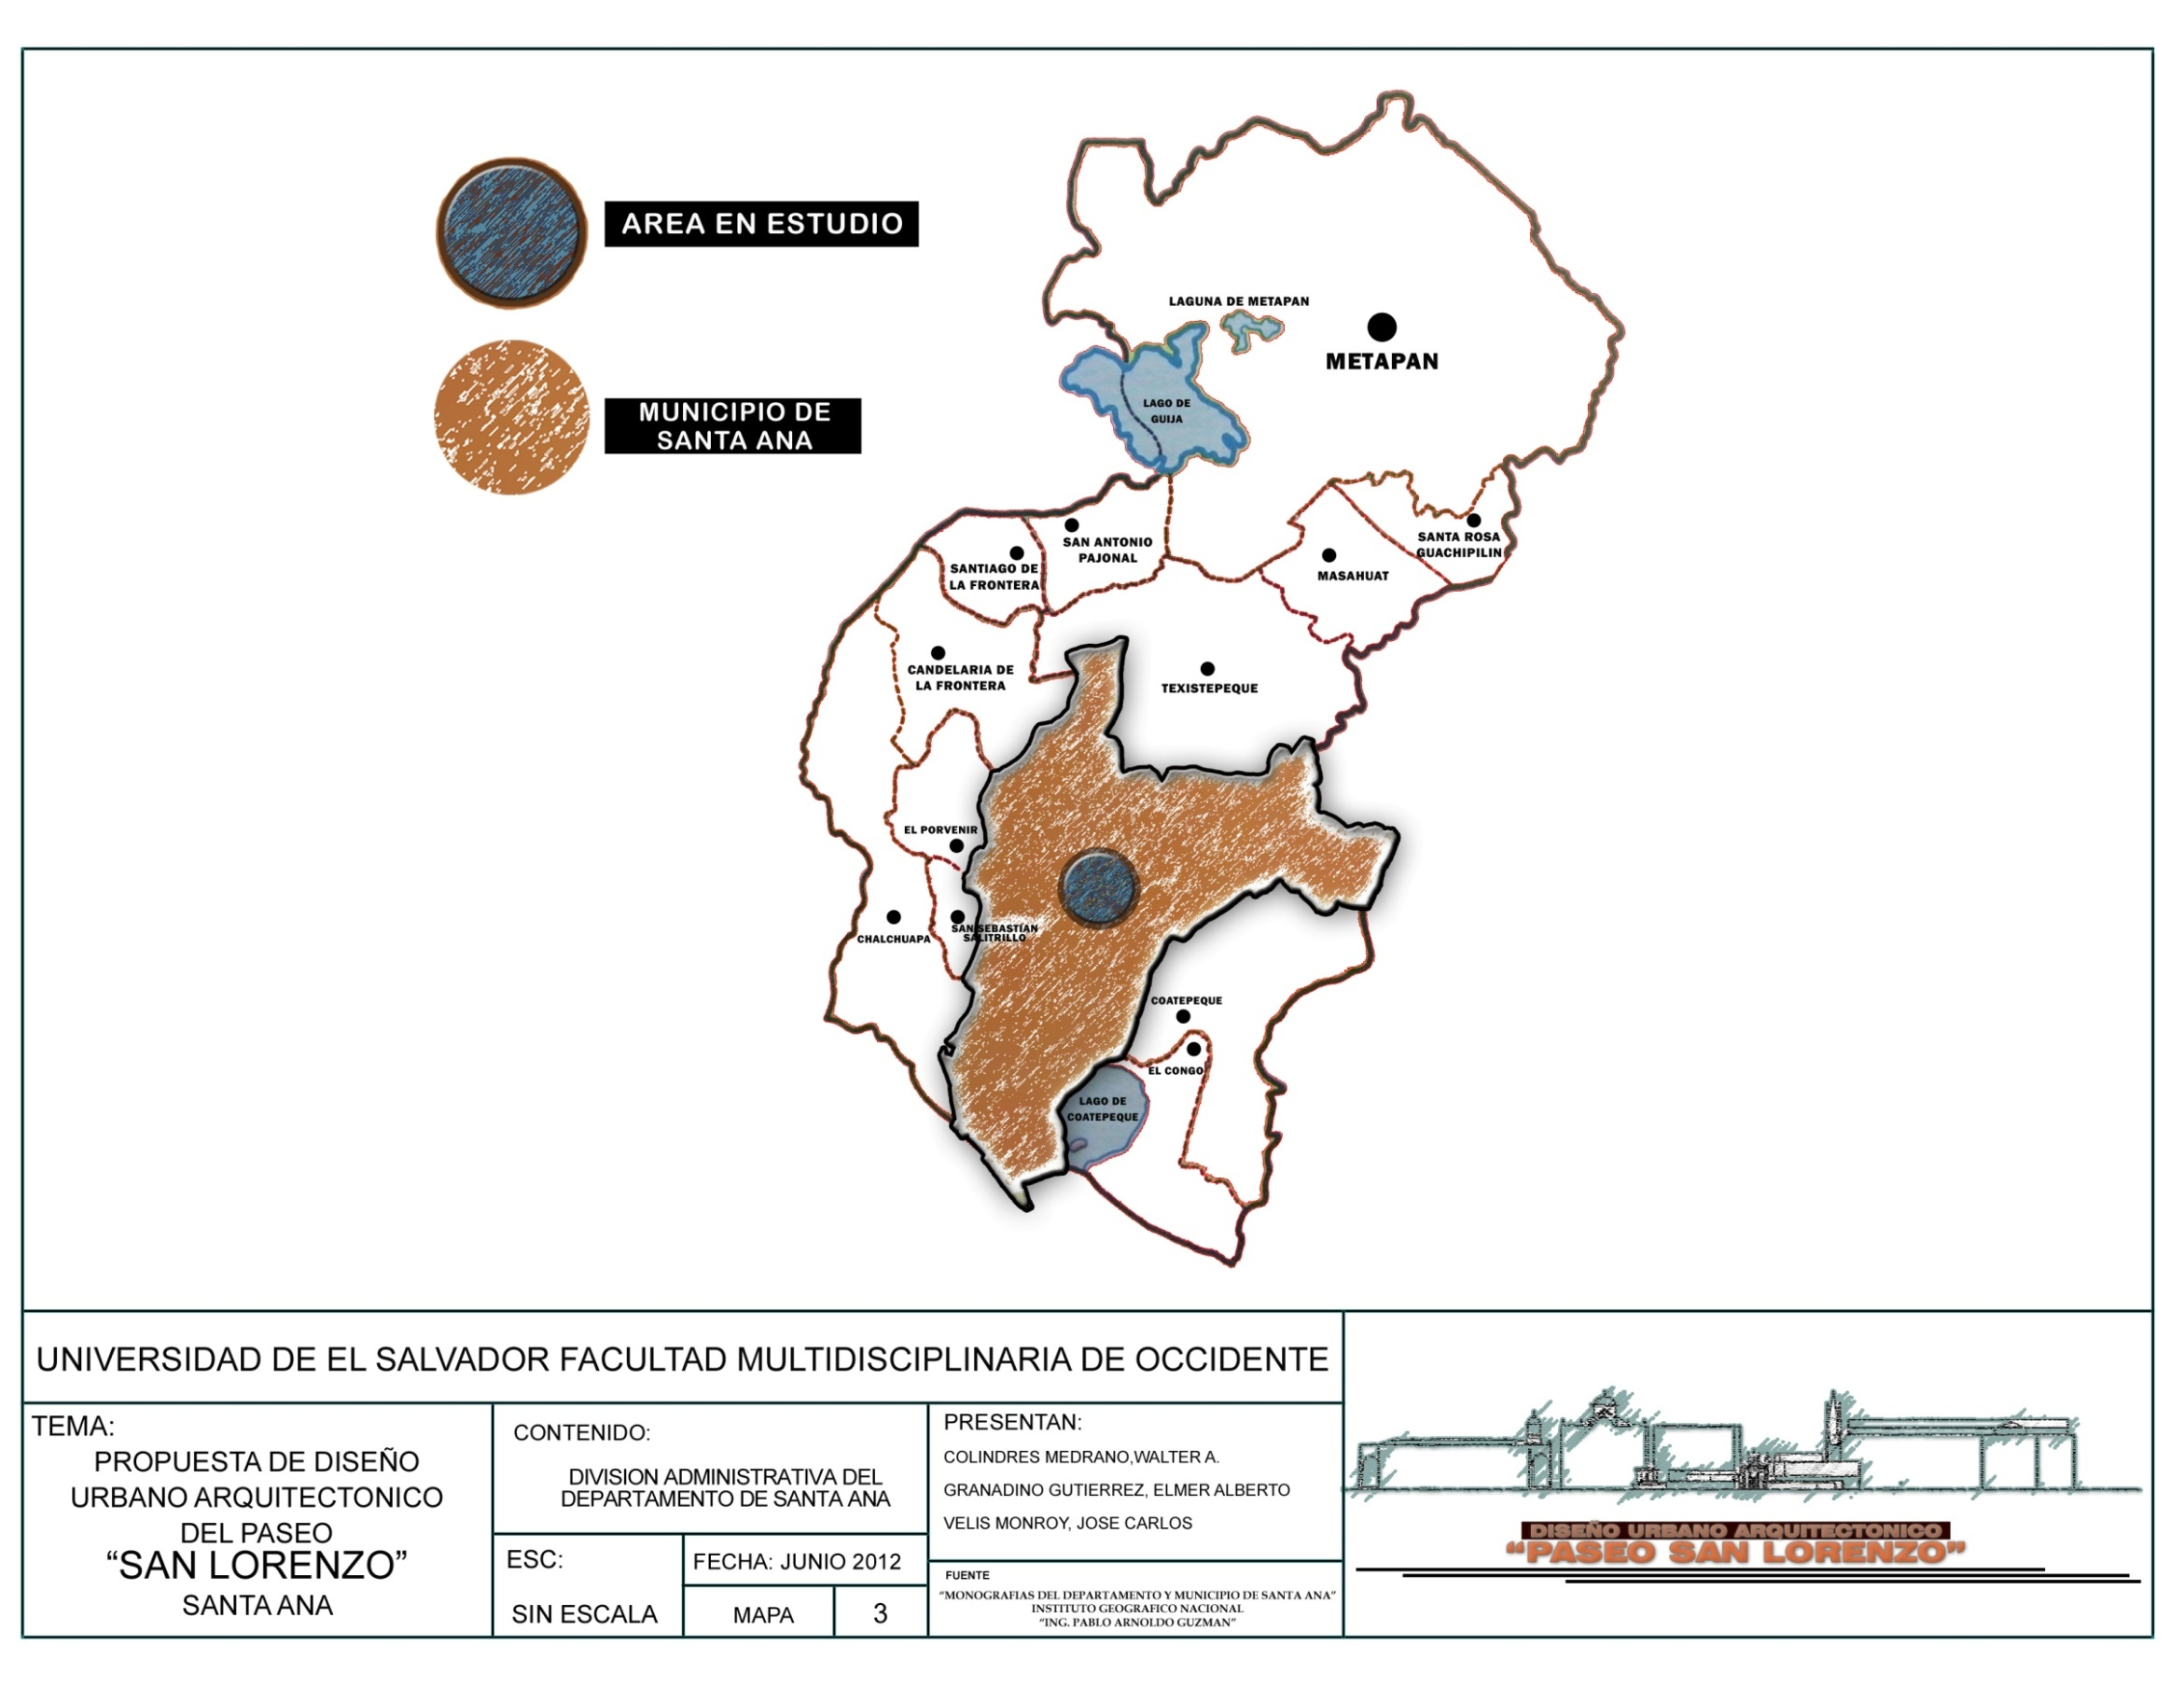 AREA EN ESTUDIO
MUNICIPIO DE
SANTA ANA
LAGUNA DE METAPAN
METAPAN
LAGO DE
GUIJA
SAN ANTONIO
PAJONAL
SANTIAGO DE
LA FRONTERA
SANTA ROSA
GUACHIPILIN
MASAHUAT
CANDELARIA DE
LA FRONTERA
TEXISTEPEQUE
EL PORVENIR
CHALCHUAPA
SAN SEBASTIAN
SALITRILLO
COATEPEQUE
EL CONGO
LAGO DE
COATEPEQUE
UNIVERSIDAD DE EL SALVADOR FACULTAD MULTIDISCIPLINARIA DE OCCIDENTE
TEMA:
PROPUESTA DE DISEÑO
URBANO ARQUITECTONICO
DEL PASEO
“SAN LORENZO”
SANTA ANA
CONTENIDO:
DIVISION ADMINISTRATIVA DEL
DEPARTAMENTO DE SANTA ANA
ESC:
SIN ESCALA
FECHA: JUNIO 2012
MAPA
3
PRESENTAN:
COLINDRES MEDRANO,WALTER A.
GRANADINO GUTIERREZ, ELMER ALBERTO
VELIS MONROY, JOSE CARLOS
FUENTE
“MONOGRAFIAS DEL DEPARTAMENTO Y MUNICIPIO DE SANTA ANA”
INSTITUTO GEOGRAFICO NACIONAL
“ING. PABLO ARNOLDO GUZMAN”
DISEÑO URBANO ARQUITECTONICO
“PASEO SAN LORENZO”